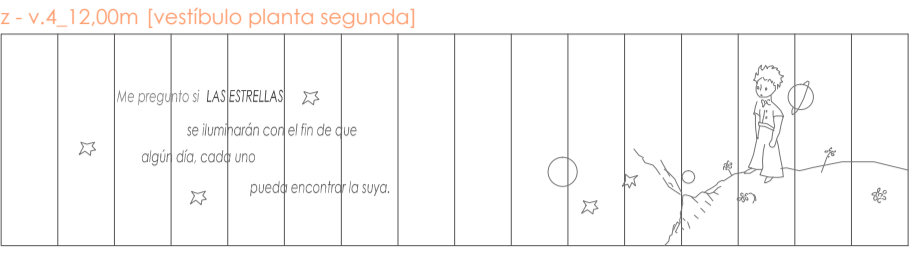 z - v.4_12,00m [vestíbulo planta segunda]
Me pregunto si LAS ESTRELLAS
se iluminarán con el fin de que
algún día, cada uno
pueda encontrar la suya.